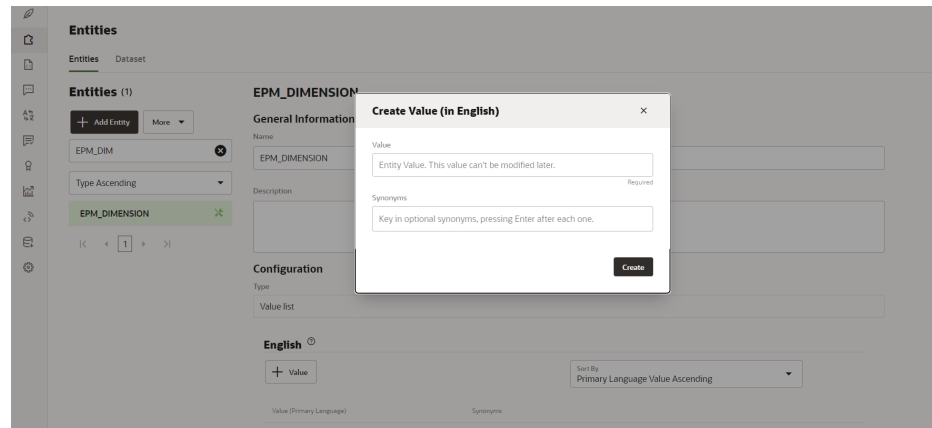 Entities
Entities Dataset
Entities (1)
+ Add Entity More
EPM_DIM
Type Ascending
EPM_DIMENSION
1
EPM_DIMENSION
General Information
Name
EPM_DIMENSION
Description
Configuration
Type
Value list
English
+ Value
Sort By
Primary Language Value Ascending
Value (Primary Language) Synonyms
Create Value (in English)
Value
Entity Value. This value can't be modified later.
Required
Synonyms
Key in optional synonyms, pressing Enter after each one.
Create